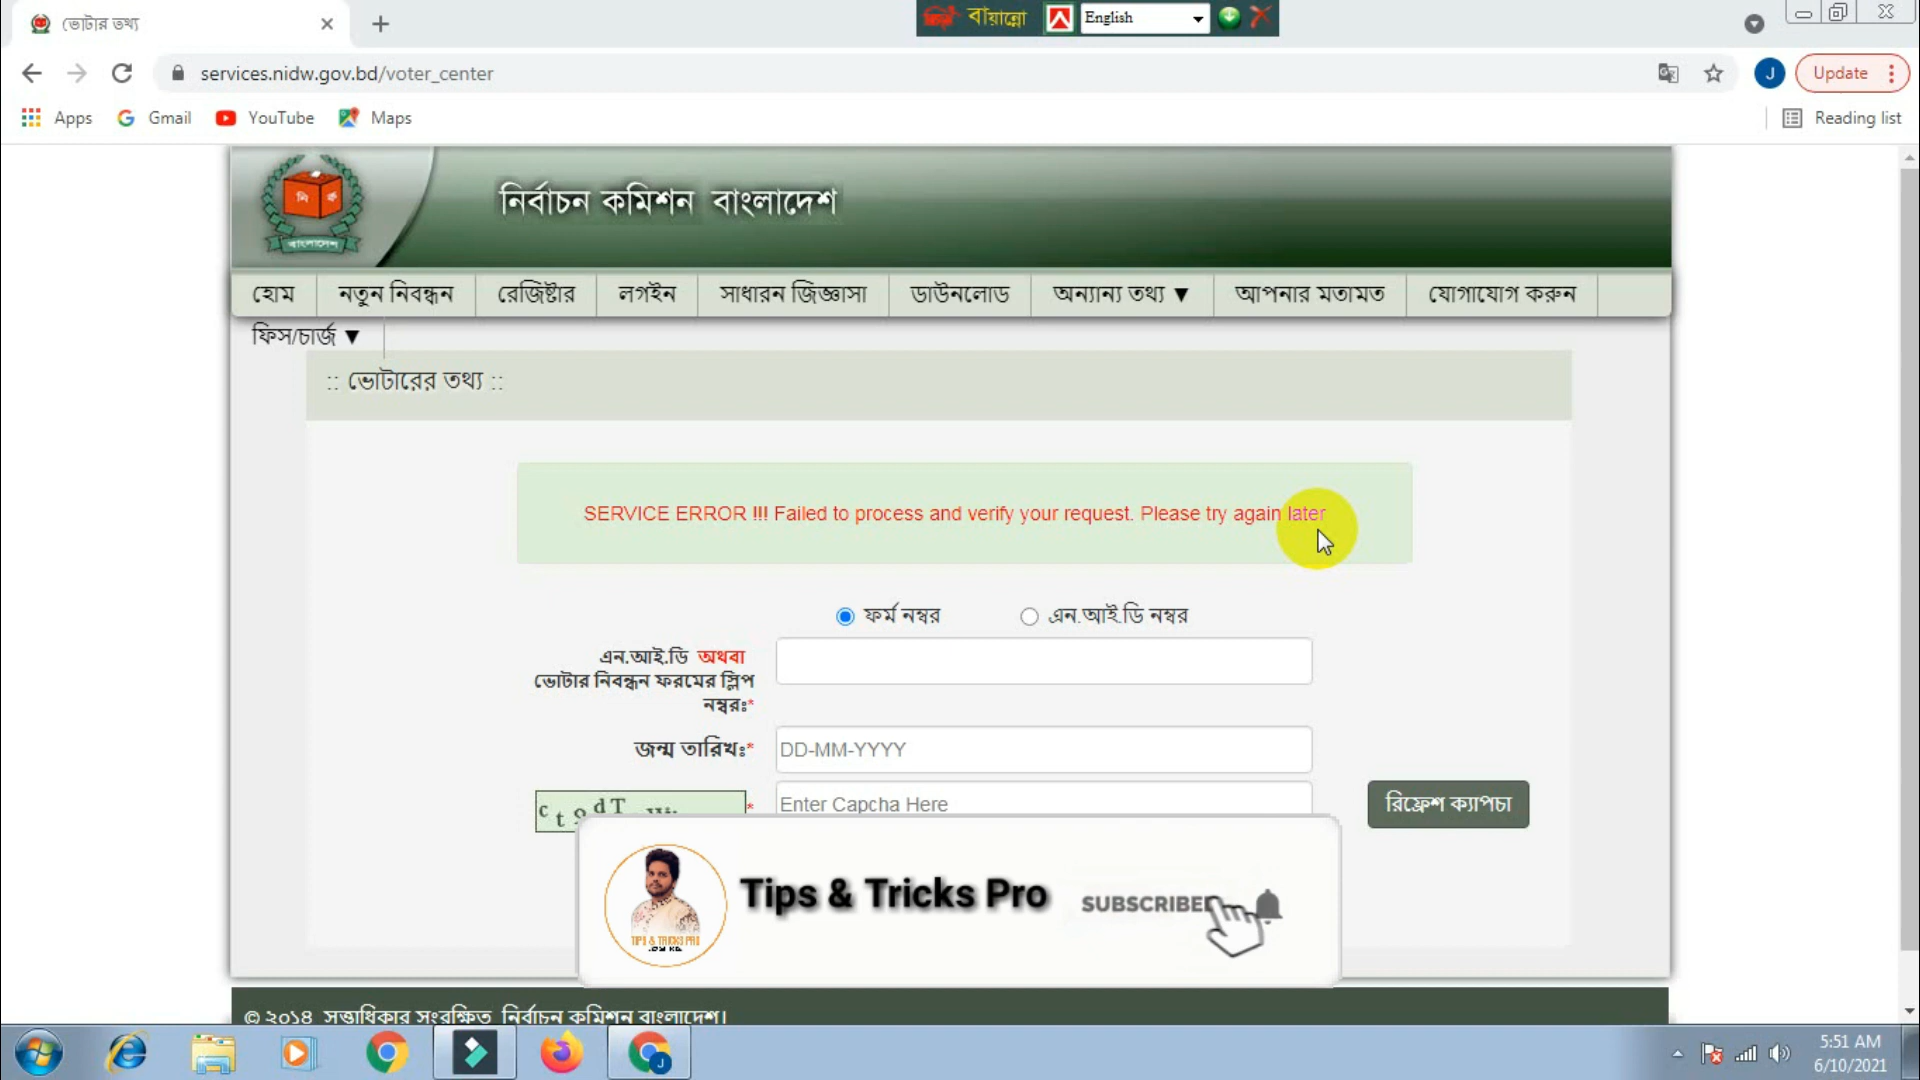 ভোটার তথ্য
বায়ান্নো English
services.nidw.gov.bd/voter_center
J Update
Apps Gmail YouTube Maps Reading list
নি ক
বাংলাদেশ
নির্বাচন কমিশন বাংলাদেশ
হোম নতুন নিবন্ধন রেজিষ্টার লগইন সাধারন জিজ্ঞাসা ডাউনলোড অন্যান্য তথ্য ▼ আপনার মতামত যোগাযোগ করুন
ফিস/চার্জ ▼
:: ভোটারের তথ্য ::
SERVICE ERROR !!! Failed to process and verify your request. Please try again later
ফর্ম নম্বর এন.আই.ডি নম্বর
এন.আই.ডি অথবা
ভোটার নিবন্ধন ফরমের স্লিপ
নম্বরঃ*
জন্ম তারিখঃ* DD-MM-YYYY
* Enter Capcha Here রিফ্রেশ ক্যাপচা
Tips & Tricks Pro SUBSCRIBED
TIPS & TRICKS PRO
© ২০১৪ সত্তাধিকার সংরক্ষিত নির্বাচন কমিশন বাংলাদেশ।
J
5:51 AM
6/10/2021